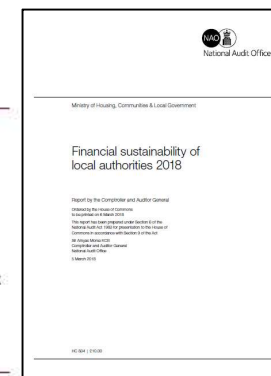 NAO
National Audit Office
Ministry of Housing, Communities & Local Government
Financial sustainability of
local authorities 2018
Report by the Comptroller and Auditor General
Ordered by the House of Commons
to be printed on 8 March 2018
This report has been prepared under Section 6 of the
National Audit Act 1983 for presentation to the House of
Commons in accordance with Section 9 of the Act
Sir Amyas Morse KCB
Comptroller and Auditor General
National Audit Office
HC 834 | £10.00